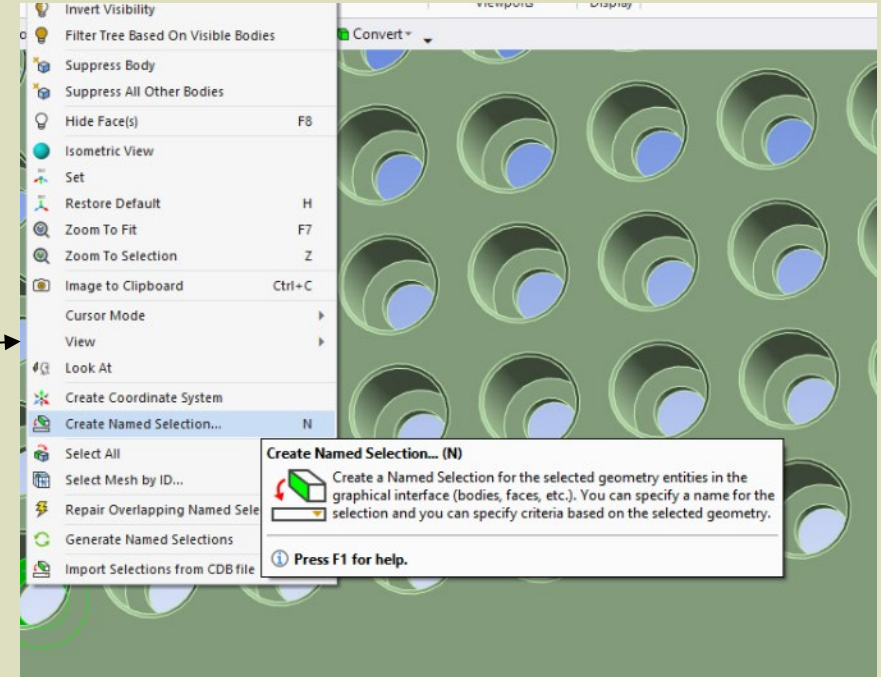 Viewports Display
Invert Visibility
Filter Tree Based On Visible Bodies
Convert
Suppress Body
Suppress All Other Bodies
Hide Face(s) F8
Isometric View
Set
Restore Default H
Zoom To Fit F7
Zoom To Selection Z
Image to Clipboard Ctrl+C
Cursor Mode
View
Look At
Create Coordinate System
Create Named Selection... N
Select All
Select Mesh by ID...
Repair Overlapping Named Sele
Generate Named Selections
Import Selections from CDB file
Create Named Selection... (N)
Create a Named Selection for the selected geometry entities in the
graphical interface (bodies, faces, etc.). You can specify a name for the
selection and you can specify criteria based on the selected geometry.
Press F1 for help.